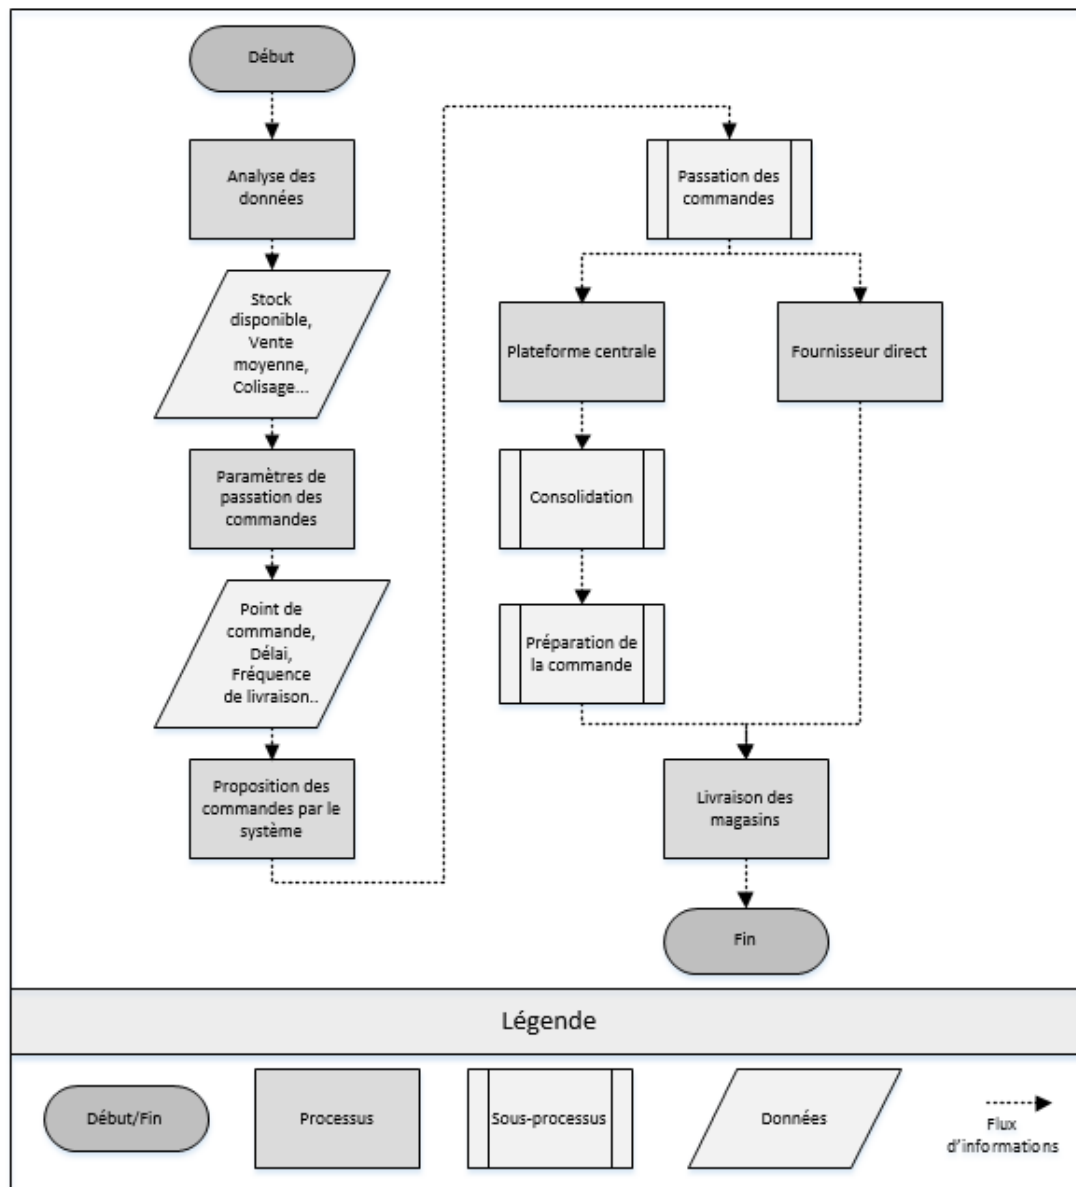 Début
Analyse des
données
Stock
disponible,
Vente
moyenne,
Colisage...
Paramètres de
passation des
commandes
Point de
commande,
Délai,
Fréquence
de livraison..
Proposition des
commandes par le
système
Passation des
commandes
Plateforme centrale
Fournisseur direct
Consolidation
Préparation de
la commande
Livraison des
magasins
Fin
Légende
Début/Fin
Processus
Sous-processus
Données
Flux
d'informations